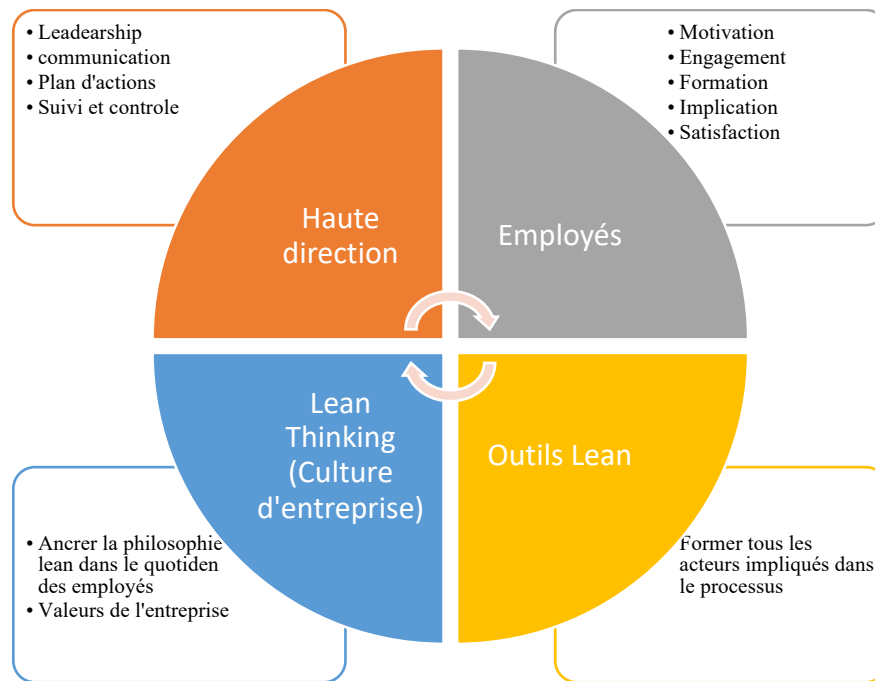 • Leadearship
• communication
• Plan d'actions
• Suivi et controle
• Motivation
• Engagement
• Formation
• Implication
• Satisfaction
Haute
direction
Employés
Lean
Thinking
(Culture
d'entreprise)
Outils Lean
• Ancrer la philosophie
lean dans le quotiden
des employés
• Valeurs de l'entreprise
Former tous les
acteurs impliqués dans
le processus